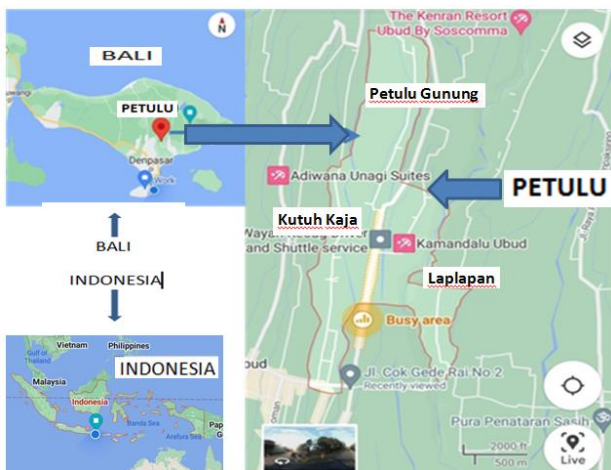 BALI
PETULU
Denpasar
Work
N
BALI
INDONESIA
INDONESIA
Vietnam
Philippines
Gulf of
Thailand
Malaysia
Indonesia
Banda Sea
Arafura Sea
The Kenran Resort
Ubud By Soscomma
Petulu Gunung
Adiwana Unagi Suites
PETULU
Kutuh Kaja
and Shuttle service
Kamandalu Ubud
Laplapan
Busy area
Jl. Cok Gede Rai No 2
Recently viewed
Pura Penataran Sasih
2000 ft
500 m
Live